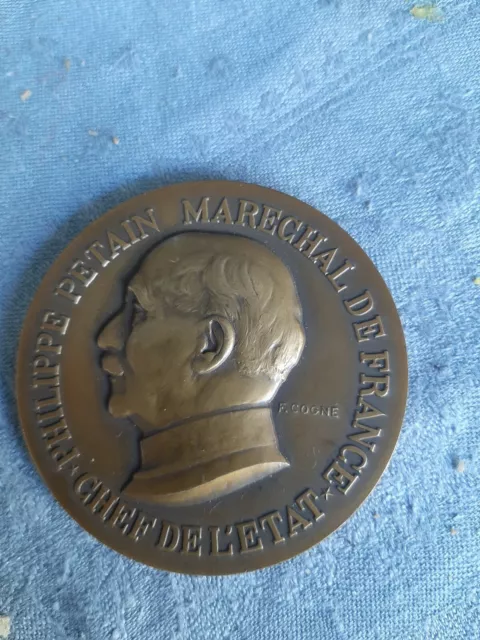 PHILIPPE PETAIN MARECHAL DE FRANCE
* CHEF DE L'ETAT *
F. COGNÉ